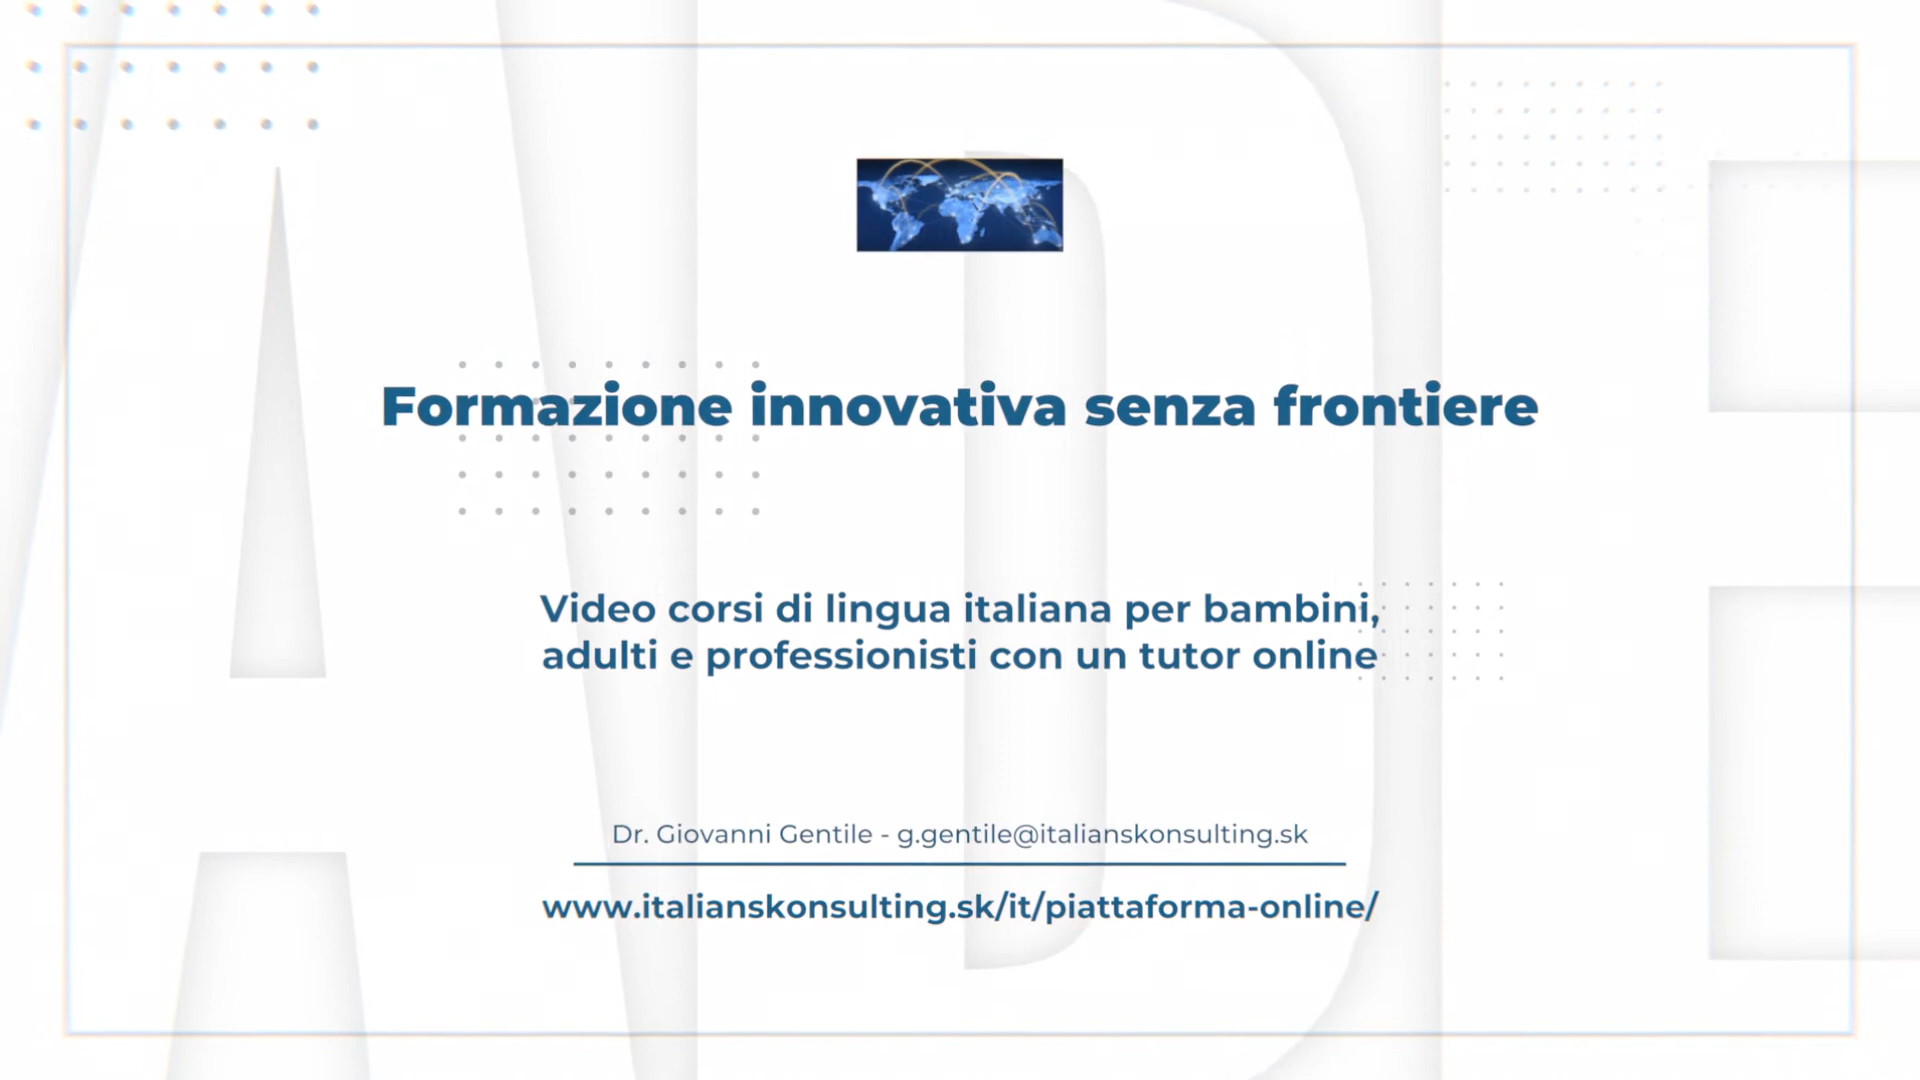 Formazione innovativa senza frontiere
Video corsi di lingua italiana per bambini,
adulti e professionisti con un tutor online
Dr. Giovanni Gentile - g.gentile@italianskonsulting.sk
www.italianskonsulting.sk/it/piattaforma-online/